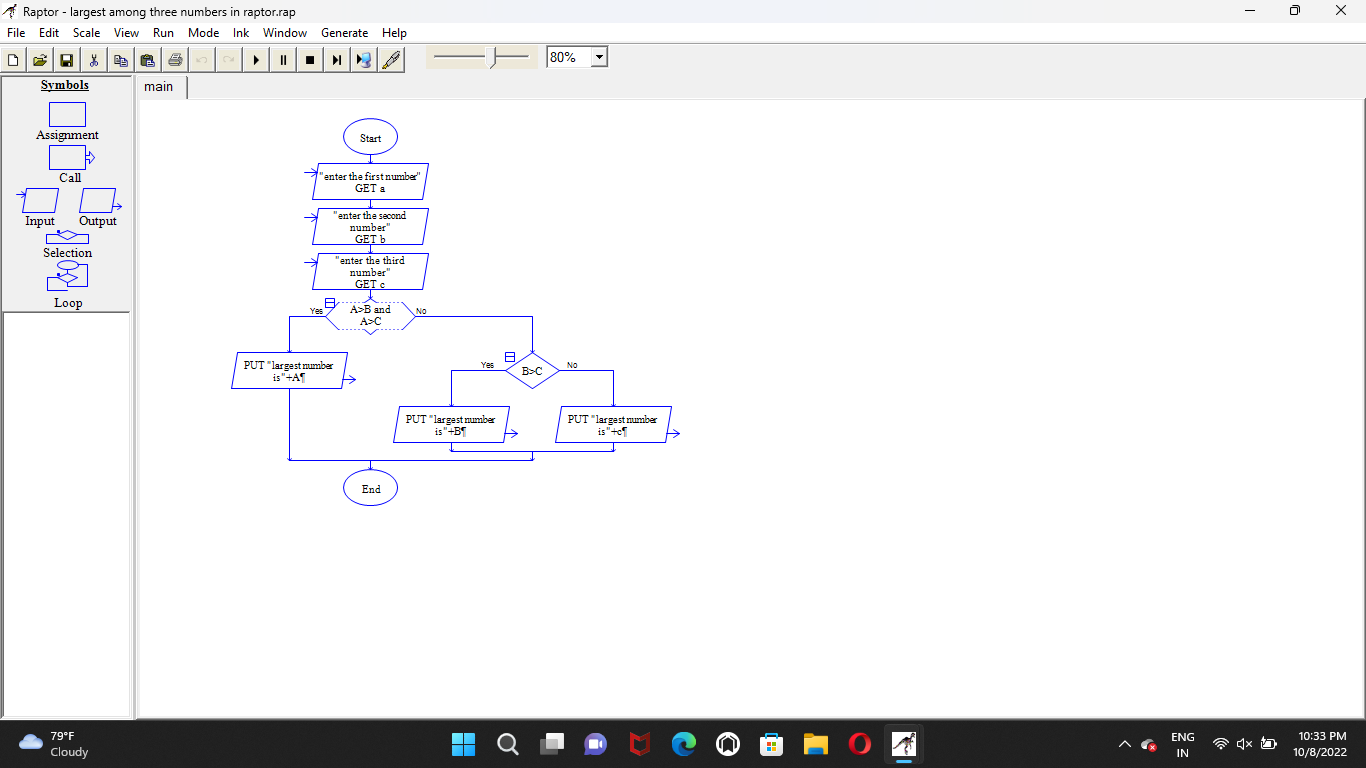 Raptor - largest among three numbers in raptor.rap
File Edit Scale View Run Mode Ink Window Generate Help
80%
Symbols
Assignment
Call
Input Output
Selection
Loop
main
Start
"enter the first number"
GET a
"enter the second
number"
GET b
"enter the third
number"
GET c
Yes
A>B and
A>C
No
PUT "largest number
is"+A¶
Yes
B>C
No
PUT "largest number
is"+B¶
PUT "largest number
is"+c¶
End
79°F
Cloudy
ENG
IN
10:33 PM
10/8/2022